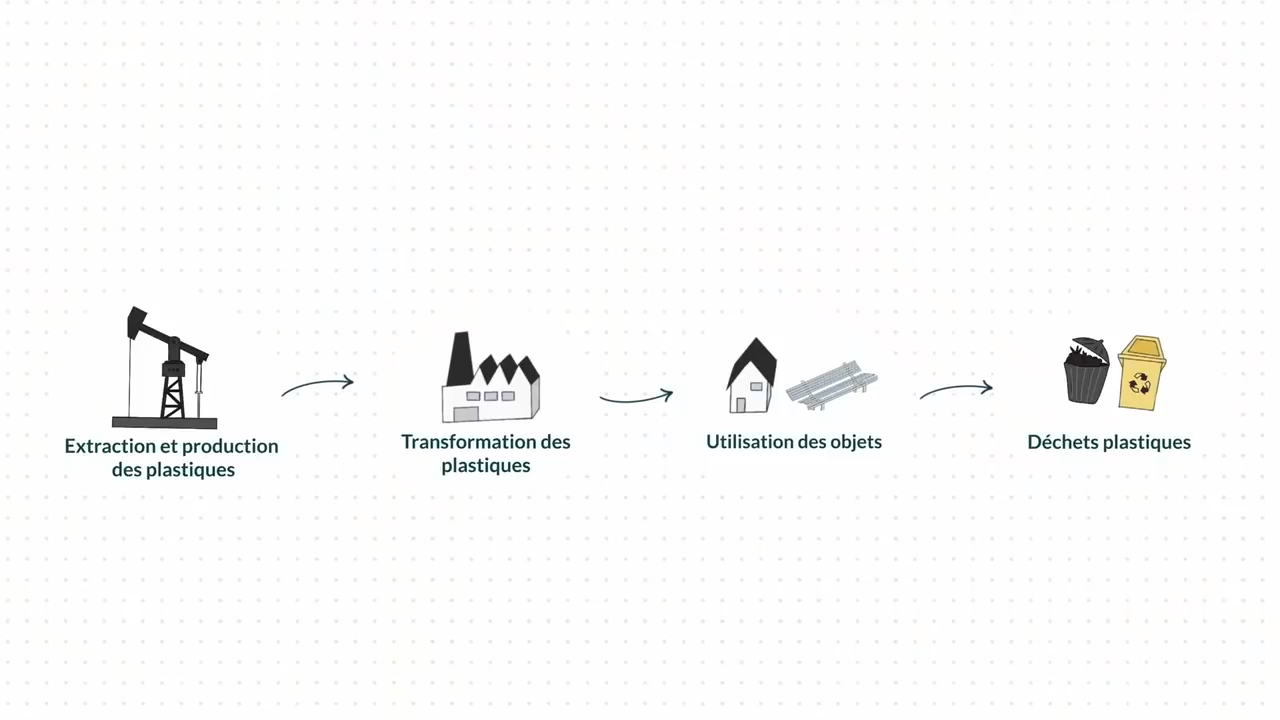 Extraction et production
des plastiques
Transformation des
plastiques
Utilisation des objets
Déchets plastiques